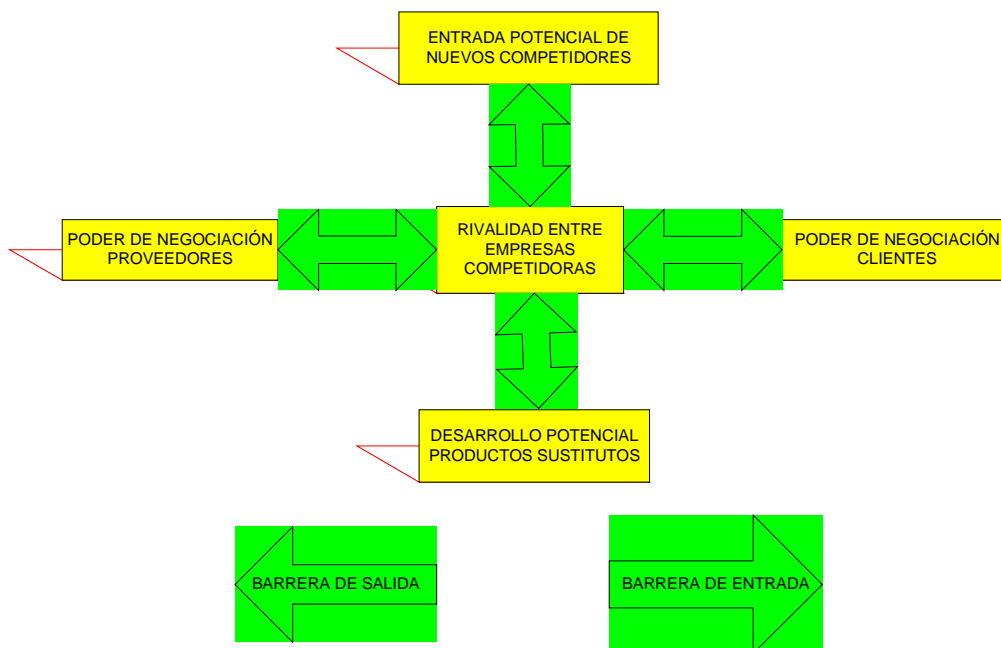 ENTRADA POTENCIAL DE
NUEVOS COMPETIDORES
PODER DE NEGOCIACIÓN
PROVEEDORES
RIVALIDAD ENTRE
EMPRESAS
COMPETIDORAS
PODER DE NEGOCIACIÓN
CLIENTES
DESARROLLO POTENCIAL
PRODUCTOS SUSTITUTOS
BARRERA DE SALIDA
BARRERA DE ENTRADA